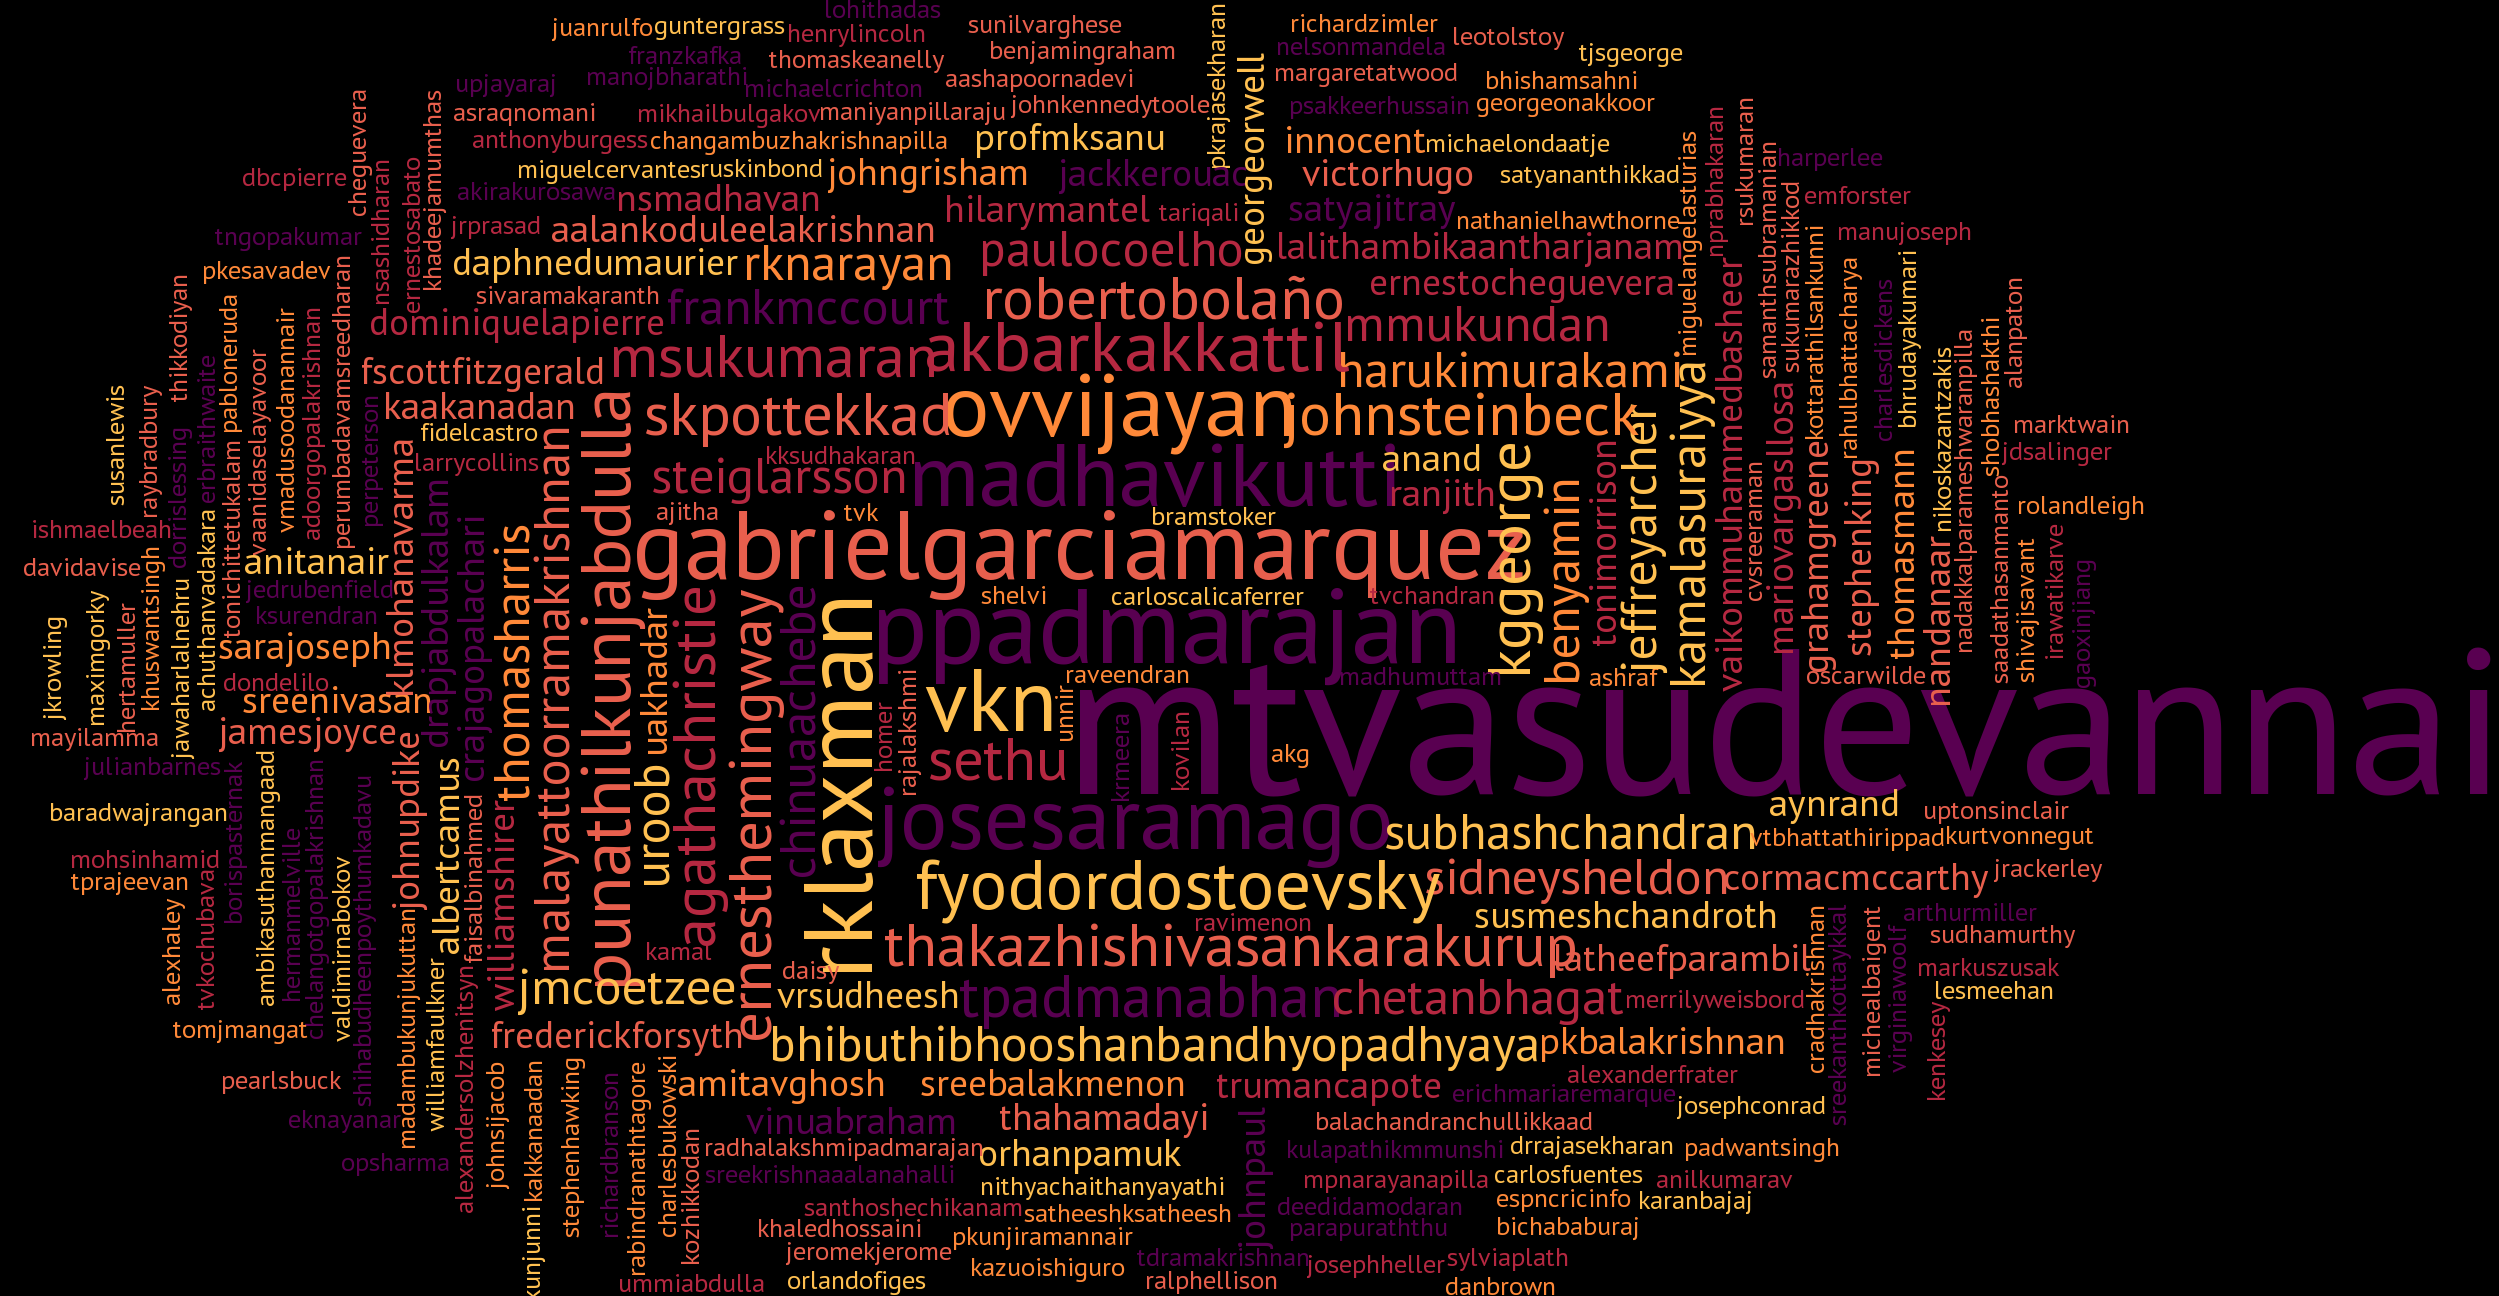 lohithadas
juanrulfo
guntergrass
henrylincoln
sunilvarghese
richardzimler
leotolstoy
franzkafka
thomaskeanelly
benjamingraham
nelsonmandela
tjsgeorge
upjayaraj
manojbharathi
michaelcrichton
aashapoornadevi
pkrajasekharan
georgeorwell
margaretatwood
bhishamsahni
asraqnomani
mikhailbulgakov
maniyanpillaraju
johnkennedytoole
psakkeerhussain
georgeonakkoor
anthonyburgess
changambuzhakrishnapilla
profmksanu
innocent
michaelondaatje
cheguevera
khadeejamumthas
dbcpierre
miguelcervantes
ruskinbond
johngrisham
jackkerouac
victorhugo
satyananthikkad
harperlee
nsashidharan
ernestosabato
akirakurosawa
nsmadhavan
hilarymantel
tariqali
satyajitray
nathanielhawthorne
miguelangelasturias
nprabhakaran
rsukumaran
samanthsubramanian
sukumarazhikkod
emforster
tngopakumar
jrprasad
aalankoduleelakrishnan
paulocoelho
lalithambikaantharjanam
manujoseph
pkesavadev
daphnedumaurier
rknarayan
ernestocheguevera
kottarathilsankunni
rahulbhattacharya
charlesdickens
bhrudayakumari
sivaramakaranth
frankmccourt
robertobolaño
thikkodiyan
pabloneruda
vmadusoodanannair
adoorgopalakrishnan
perumbadavamsreedharan
dominiquelapierre
mmukundan
vaikommuhammedbasheer
shobhashakthi
alanpaton
fscottfitzgerald
msukumaran
akbarkakkattil
harukimurakami
susanlewis
raybradbury
dorrislessing
erbraithwaite
tonichittetukalam
vaanidaselayavoor
perpeterson
kaakanadan
skpottekkad
ovvijayan
johnsteinbeck
kamalasuraiyya
mariovargasllosa
nikoskazantzakis
nadakkalparameshwaranpilla
marktwain
fidelcastro
larrycollins
kksudhakaran
steiglarsson
madhavikutti
anand
ranjith
jdsalinger
klmohanavarma
malayattoorramakrishnan
punathilkunjabdulla
kggeorge
benyamin
tonimorrison
jeffreyarcher
cvsreeraman
grahamgreene
stephenking
thomasmann
nandanaar
saadathasanmanto
rolandleigh
ishmaelbeah
ajitha
tvk
bramstoker
davidavise
khuswantsingh
achuthanvadakara
anitanair
drapjabdulkalam
crajagopalachari
thomasharris
gabrielgarciamarquez
shivajisavant
irawatikarve
gaoxinjiang
jedrubenfield
shelvi
carloscalicaferrer
tvchandran
jkrowling
maximgorky
hertamuller
jawaharlalnehru
ksurendran
sarajoseph
uakhadar
agathachristie
ernesthemingway
chinuaachebe
rklaxman
ppadmarajan
dondelilo
raveendran
madhumuttam
ashraf
oscarwilde
sreenivasan
rajalakshmi
vkn
unnir
mtvasudevannai
mayilamma
jamesjoyce
homer
sethu
krmeera
kovilan
akg
julianbarnes
borispasternak
ambikasuthanmangaad
chelangotgopalakrishnan
shihabudheenpoythumkadavu
johnupdike
albertcamus
uroob
baradwajrangan
hermanmelville
faisalbinahmed
williamshirer
josesaramago
subhashchandran
aynrand
uptonsinclair
vtbhattathirippad
kurtvonnegut
mohsinhamid
tprajeevan
valdimirnabokov
fyodordostoevsky
sidneysheldon
cormacmccarthy
jrackerley
alexhaley
tvkochubavad
madambukunjukuttan
ravimenon
susmeshchandroth
cradhakrishnan
sreekanthkottaykkal
michealbaigent
arthurmiller
virginiawoolf
sudhamurthy
kamal
daisy
thakazhishivasankarakurup
latheefparambil
markuszusak
williamfaulkner
alexandersolzhenitsyn
jmcoetzee
vrsudheesh
tpadmanabhan
chetanbhagat
merrilyweisbord
lesmeehan
tomjmangat
frederickforsyth
bhibuthibhooshanbandhyopadhyaya
pkbalakrishnan
kenkesey
pearlsbuck
johnsijacob
kunjunni
kakkanaadan
stephenhawking
richardbranson
rabindranathtagore
charlesbukowski
amitavghosh
sreebalakmenon
trumancapote
alexanderfrater
erichmariaremarque
josephconrad
eknayanar
vinuabraham
thahamadayi
johnpaul
balachandranchullikkaad
opsharma
kozhikkodan
radhalakshmipadmarajan
orhanpamuk
kulapathikmmunshi
drrajasekharan
padwantsingh
sreekrishnaaalanahalli
nithyachaithanyayathi
mpnarayanapilla
carlosfuentes
anilkumarav
santhoshechikanam
satheeshksatheesh
deedidamodaran
espncricinfo
karanbajaj
khaledhossaini
pkunjiramannair
parapuraththu
bichababuraj
jeromekjerome
tdramakrishnan
josephheller
sylviaplath
ummiabdulla
orlandofiges
kazuoishiguro
ralphellison
danbrown